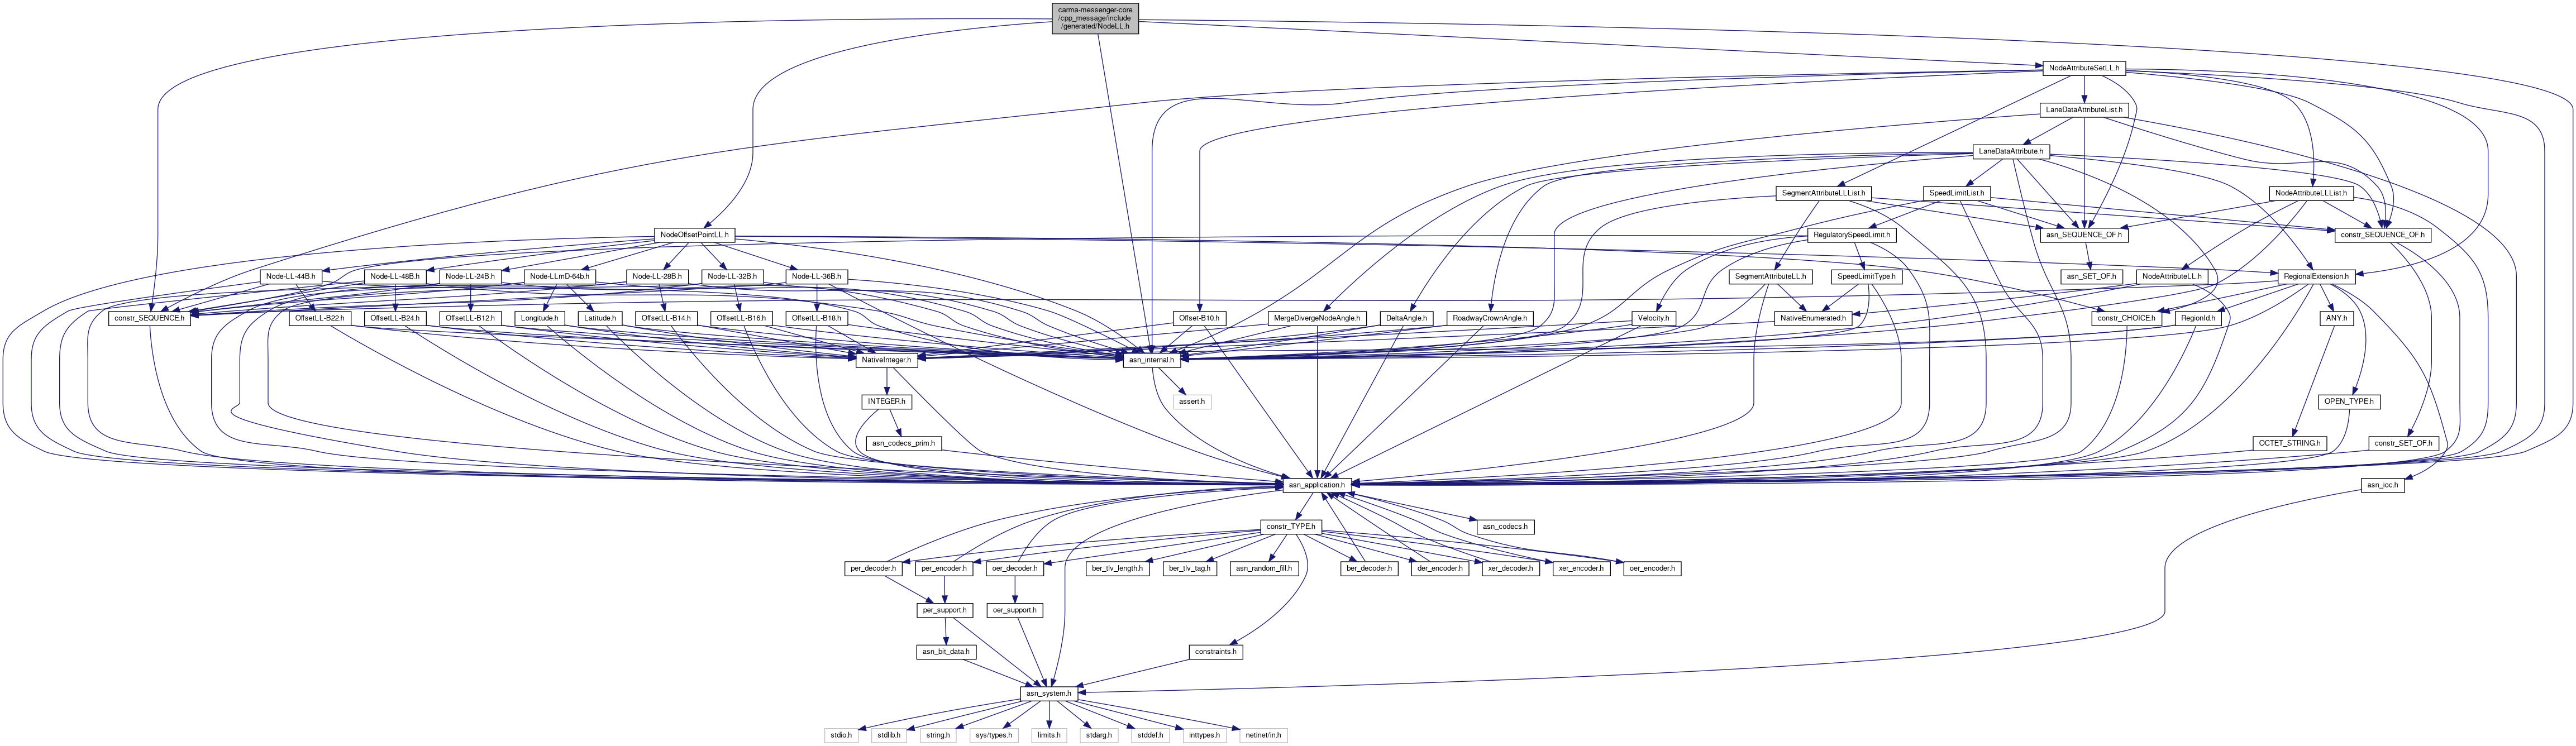 carma-messenger-core
/cpp_message/include
/generated/NodeLL.h
NodeAttributeSetLL.h
LaneDataAttributeList.h
LaneDataAttribute.h
SegmentAttributeLLList.h
SpeedLimitList.h
NodeAttributeLLList.h
NodeOffsetPointLL.h
RegulatorySpeedLimit.h
asn_SEQUENCE_OF.h
constr_SEQUENCE_OF.h
Node-LL-44B.h
Node-LL-48B.h
Node-LL-24B.h
Node-LLmD-64b.h
Node-LL-28B.h
Node-LL-32B.h
Node-LL-36B.h
SegmentAttributeLL.h
SpeedLimitType.h
asn_SET_OF.h
NodeAttributeLL.h
RegionalExtension.h
constr_SEQUENCE.h
OffsetLL-B22.h
OffsetLL-B24.h
OffsetLL-B12.h
Longitude.h
Latitude.h
OffsetLL-B14.h
OffsetLL-B16.h
OffsetLL-B18.h
Offset-B10.h
MergeDivergeNodeAngle.h
DeltaAngle.h
RoadwayCrownAngle.h
Velocity.h
NativeEnumerated.h
constr_CHOICE.h
RegionId.h
ANY.h
NativeInteger.h
asn_internal.h
INTEGER.h
assert.h
OPEN_TYPE.h
asn_codecs_prim.h
OCTET_STRING.h
constr_SET_OF.h
asn_application.h
asn_ioc.h
constr_TYPE.h
asn_codecs.h
per_decoder.h
per_encoder.h
oer_decoder.h
ber_tlv_length.h
ber_tlv_tag.h
asn_random_fill.h
ber_decoder.h
der_encoder.h
xer_decoder.h
xer_encoder.h
oer_encoder.h
per_support.h
oer_support.h
asn_bit_data.h
constraints.h
asn_system.h
stdio.h
stdlib.h
string.h
sys/types.h
limits.h
stdarg.h
stddef.h
inttypes.h
netinet/in.h